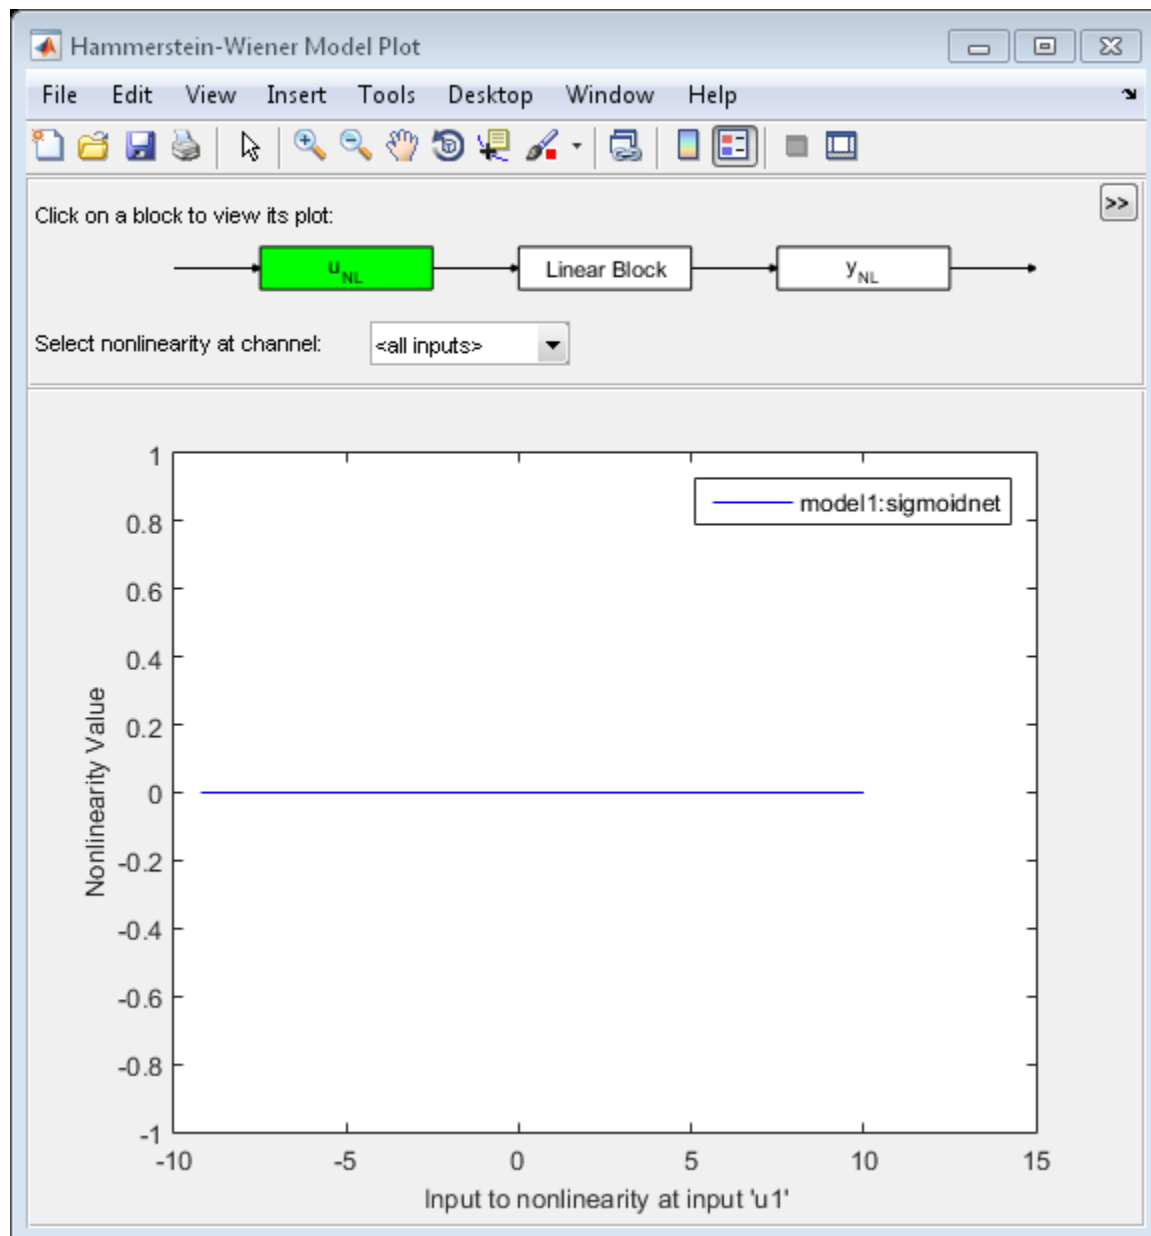 Hammerstein-Wiener Model Plot
File Edit View Insert Tools Desktop Window Help
Click on a block to view its plot:
>>
uNL Linear Block yNL
Select nonlinearity at channel: <all inputs>
model1:sigmoidnet
1
0.8
0.6
0.4
0.2
0
-0.2
-0.4
-0.6
-0.8
-1
Nonlinearity Value
-10 -5 0 5 10 15
Input to nonlinearity at input 'u1'